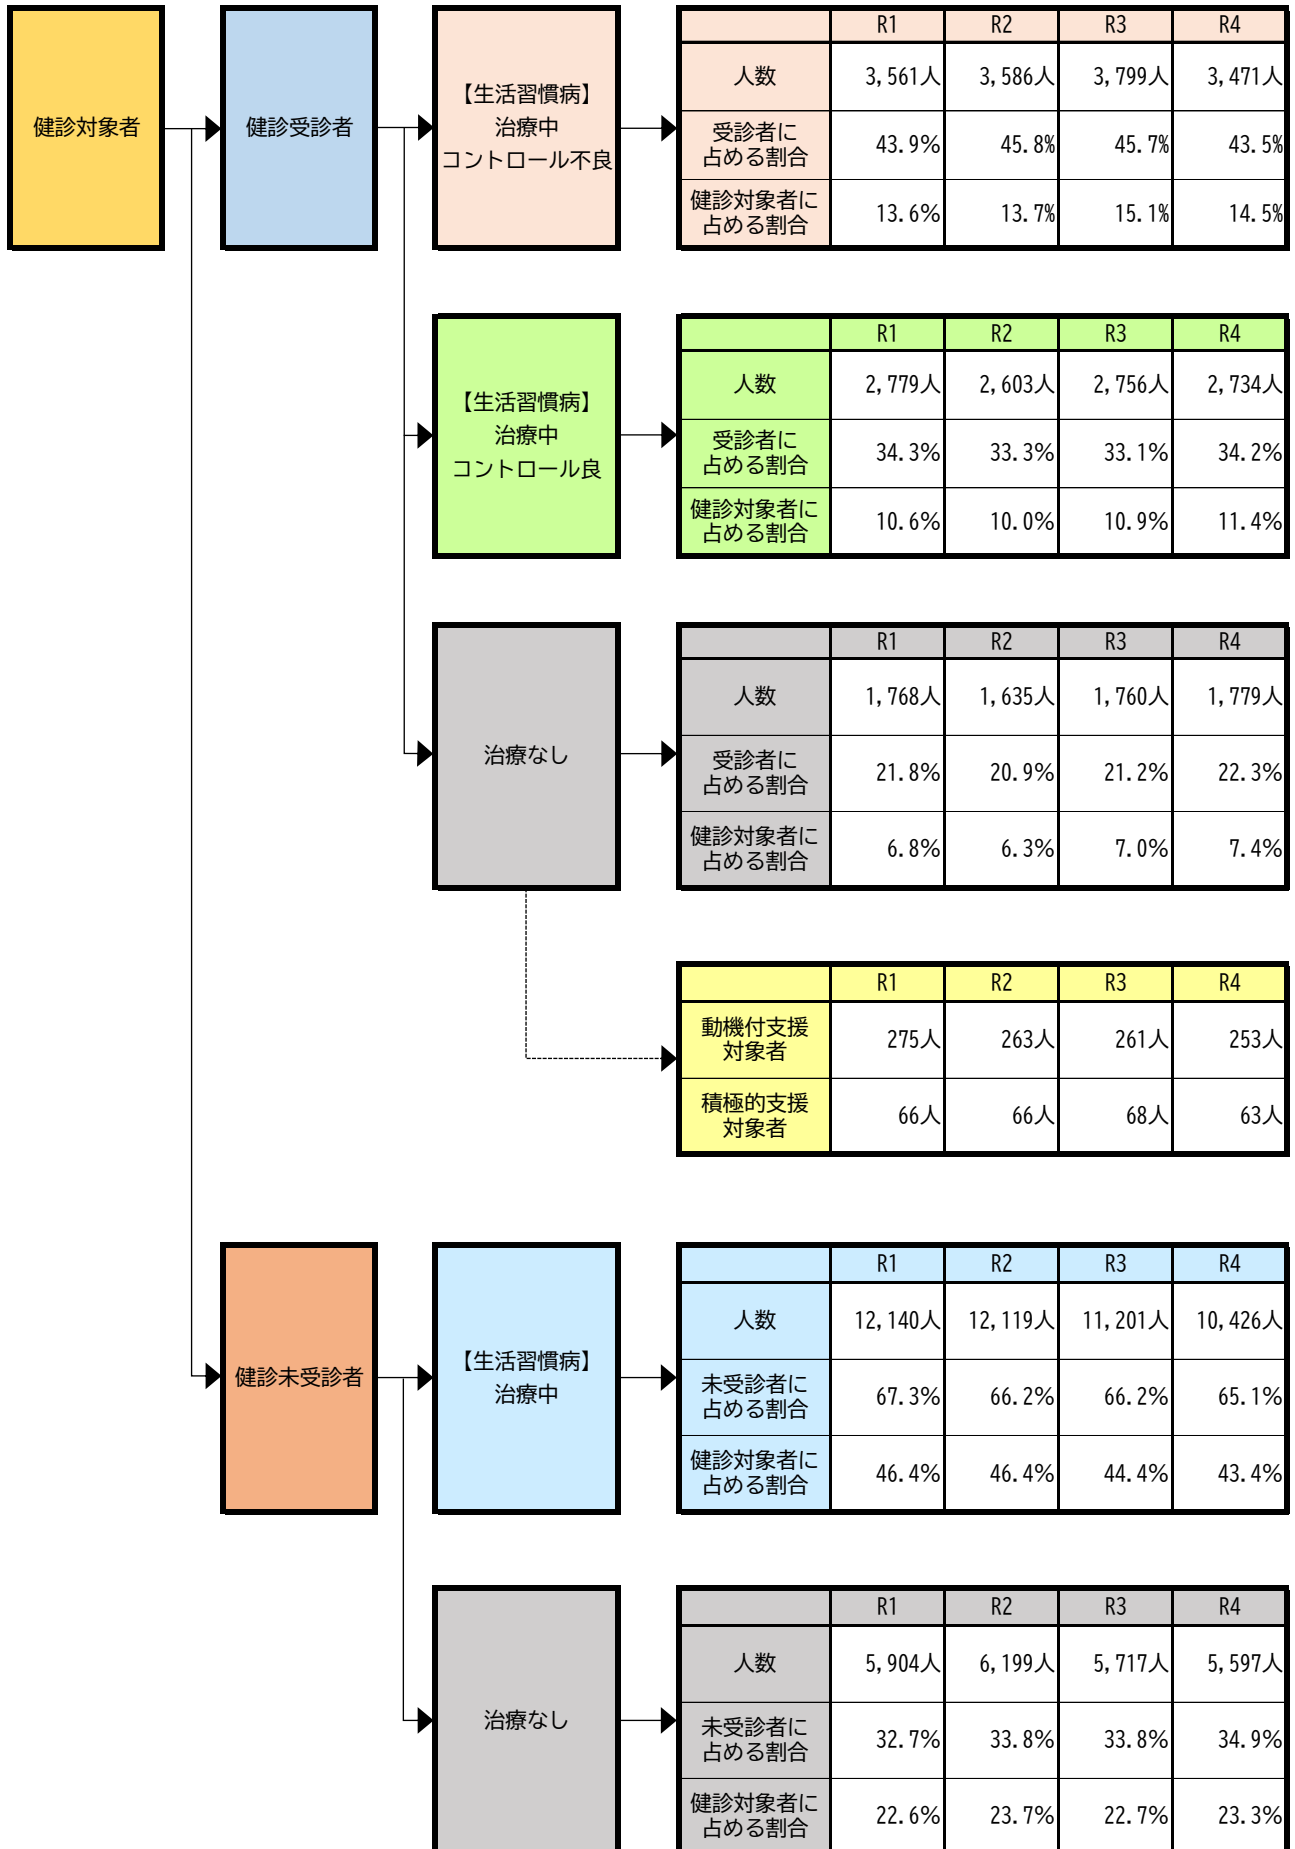 健診対象者
健診受診者
【生活習慣病】
治療中
コントロール不良
R1 R2 R3 R4
人数 3,561人 3,586人 3,799人 3,471人
受診者に
占める割合 43.9% 45.8% 45.7% 43.5%
健診対象者に
占める割合 13.6% 13.7% 15.1% 14.5%
【生活習慣病】
治療中
コントロール良
R1 R2 R3 R4
人数 2,779人 2,603人 2,756人 2,734人
受診者に
占める割合 34.3% 33.3% 33.1% 34.2%
健診対象者に
占める割合 10.6% 10.0% 10.9% 11.4%
治療なし
R1 R2 R3 R4
人数 1,768人 1,635人 1,760人 1,779人
受診者に
占める割合 21.8% 20.9% 21.2% 22.3%
健診対象者に
占める割合 6.8% 6.3% 7.0% 7.4%
R1 R2 R3 R4
動機付支援
対象者 275人 263人 261人 253人
積極的支援
対象者 66人 66人 68人 63人
健診未受診者
【生活習慣病】
治療中
R1 R2 R3 R4
人数 12,140人 12,119人 11,201人 10,426人
未受診者に
占める割合 67.3% 66.2% 66.2% 65.1%
健診対象者に
占める割合 46.4% 46.4% 44.4% 43.4%
治療なし
R1 R2 R3 R4
人数 5,904人 6,199人 5,717人 5,597人
未受診者に
占める割合 32.7% 33.8% 33.8% 34.9%
健診対象者に
占める割合 22.6% 23.7% 22.7% 23.3%